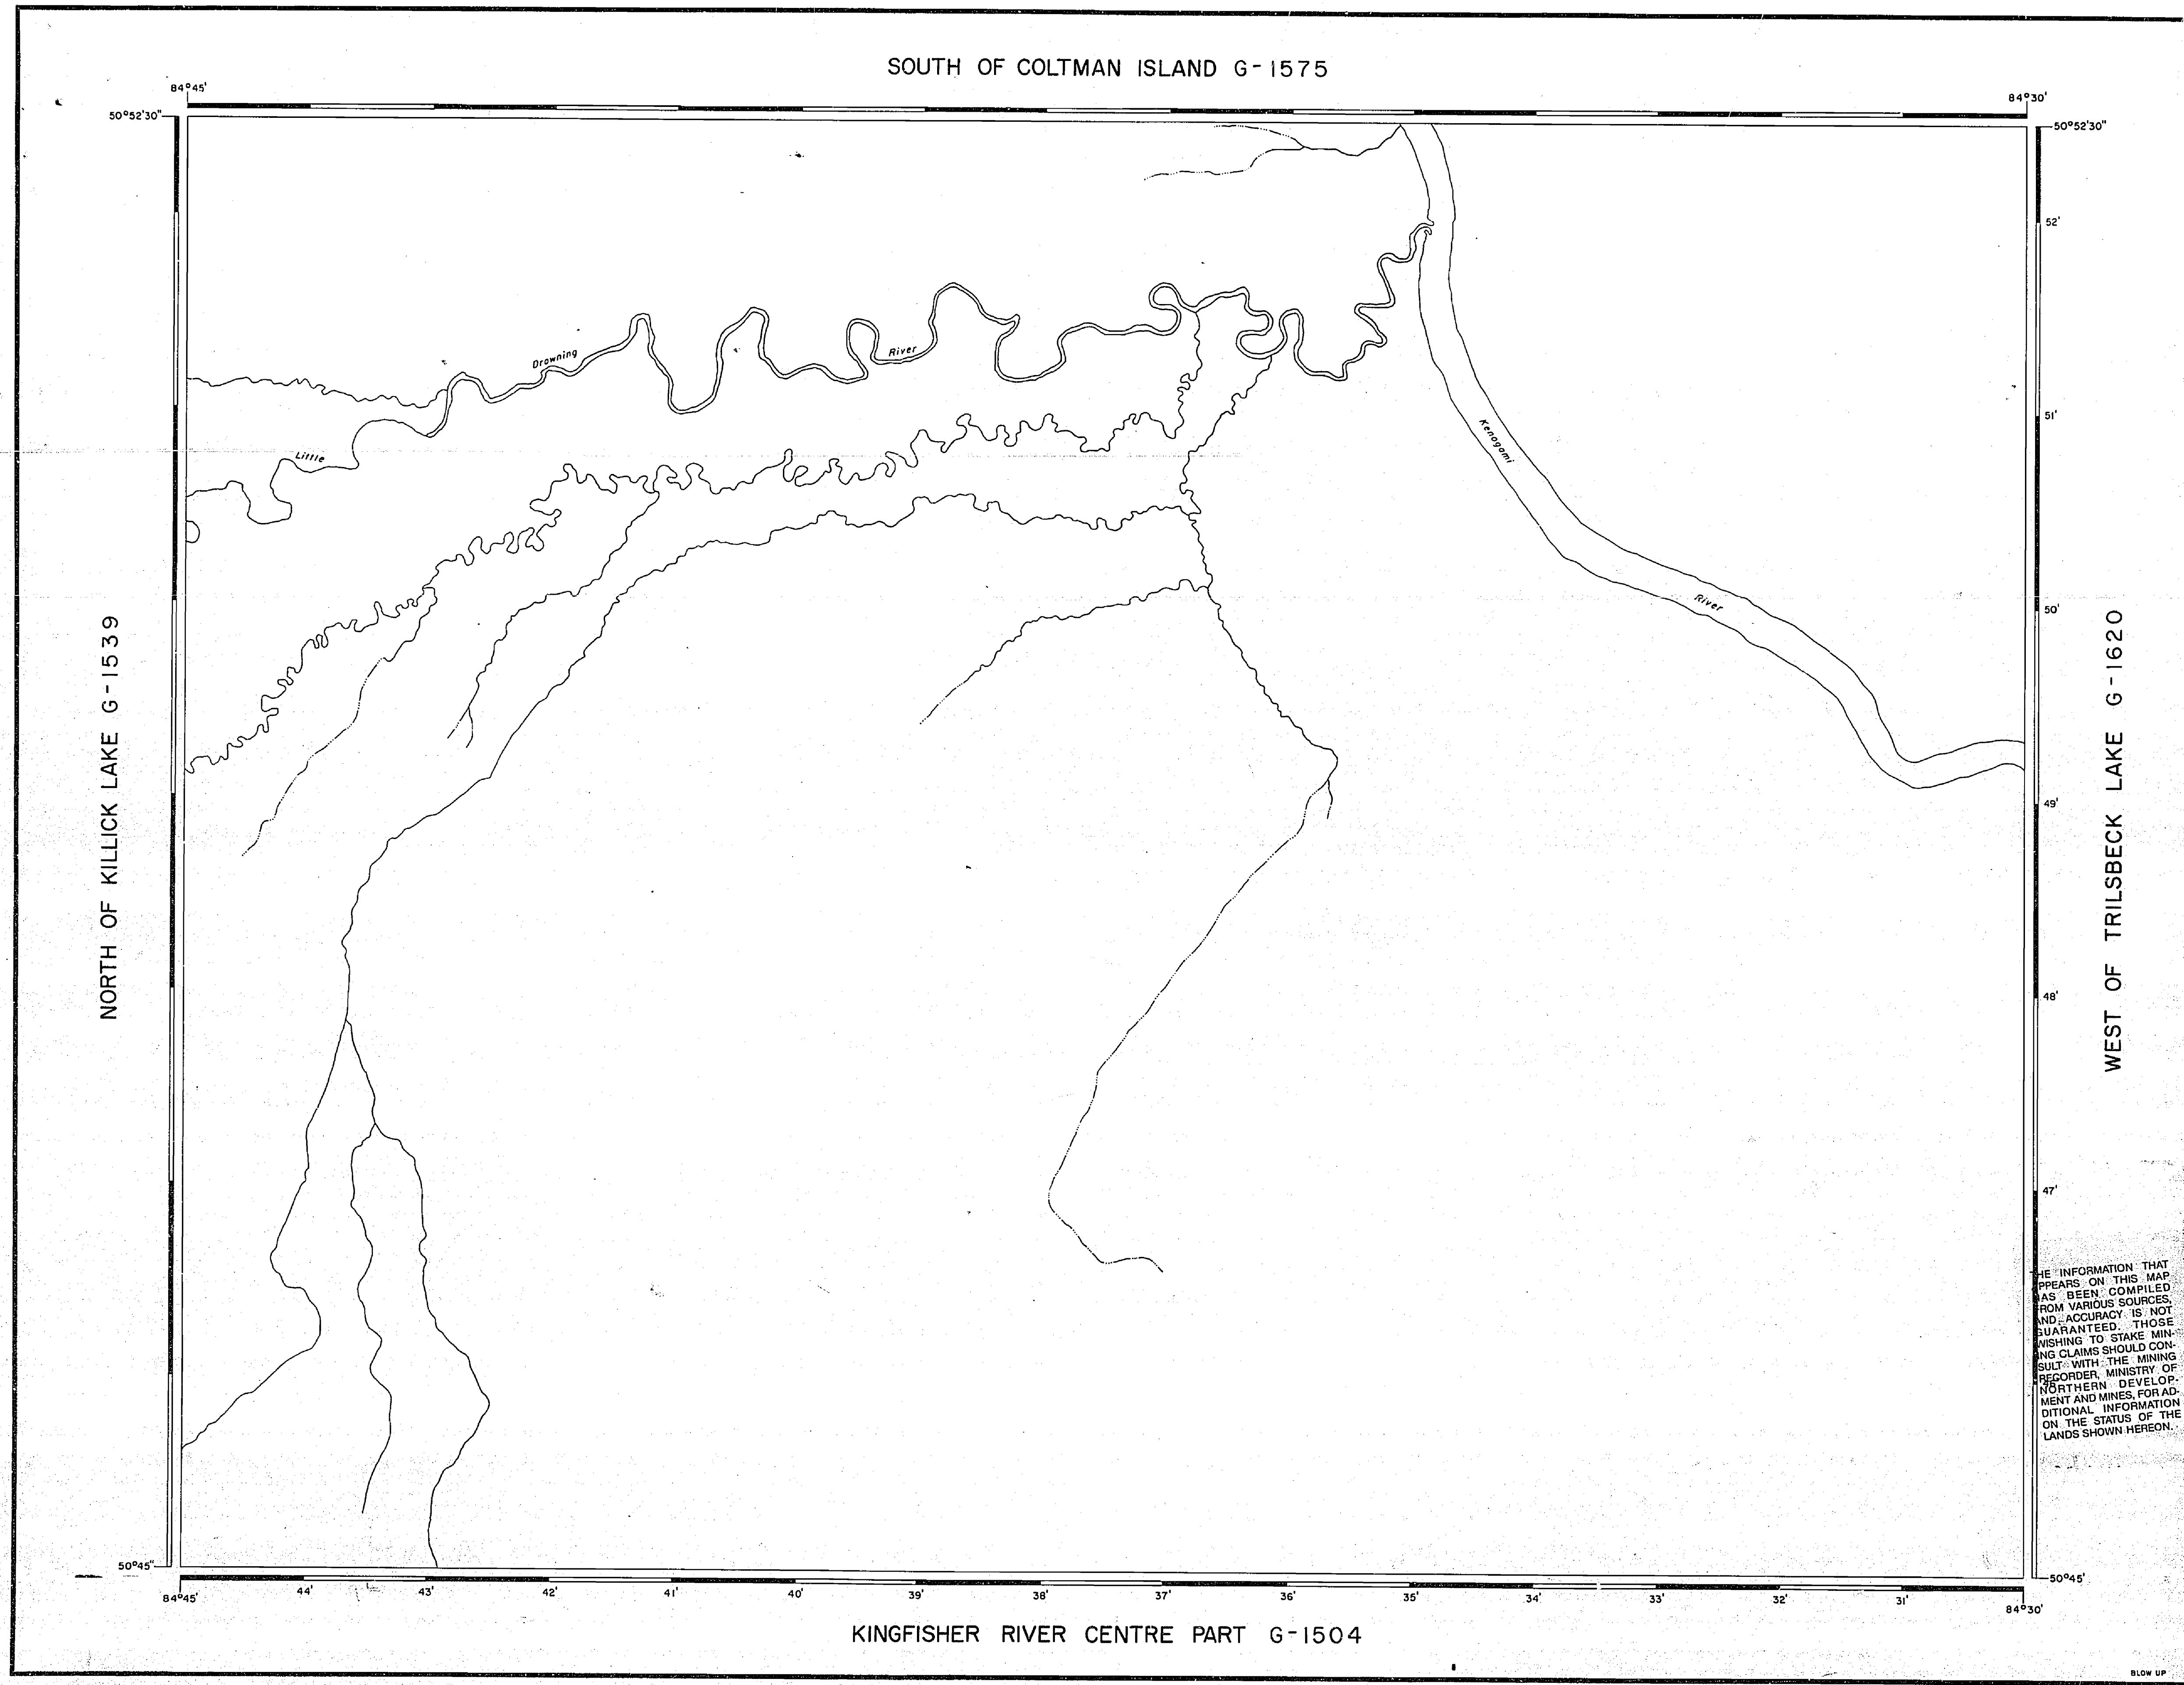 SOUTH OF COLTMAN ISLAND G-1575
84°45'
84°30'
50°52'30"
50°52'30"
52'
Drowning
River
51'
Little
Kenogami
River
50'
NORTH OF KILLICK LAKE G-1539
WEST OF TRILSBECK LAKE G-1620
49'
48'
47'
HE INFORMATION THAT
PPEARS ON THIS MAP
AS BEEN COMPILED
ROM VARIOUS SOURCES,
ND ACCURACY IS NOT
GUARANTEED. THOSE
WISHING TO STAKE MIN-
NG CLAIMS SHOULD CON-
SULT WITH THE MINING
RECORDER, MINISTRY OF
NORTHERN DEVELOP-
MENT AND MINES, FOR AD-
DITIONAL INFORMATION
ON THE STATUS OF THE
LANDS SHOWN HEREON.
50°45"
50°45'
84°45'
44'
43'
42'
41'
40'
39'
38'
37'
36'
35'
34'
33'
32'
31'
84°30'
KINGFISHER RIVER CENTRE PART G-1504
BLOW UP